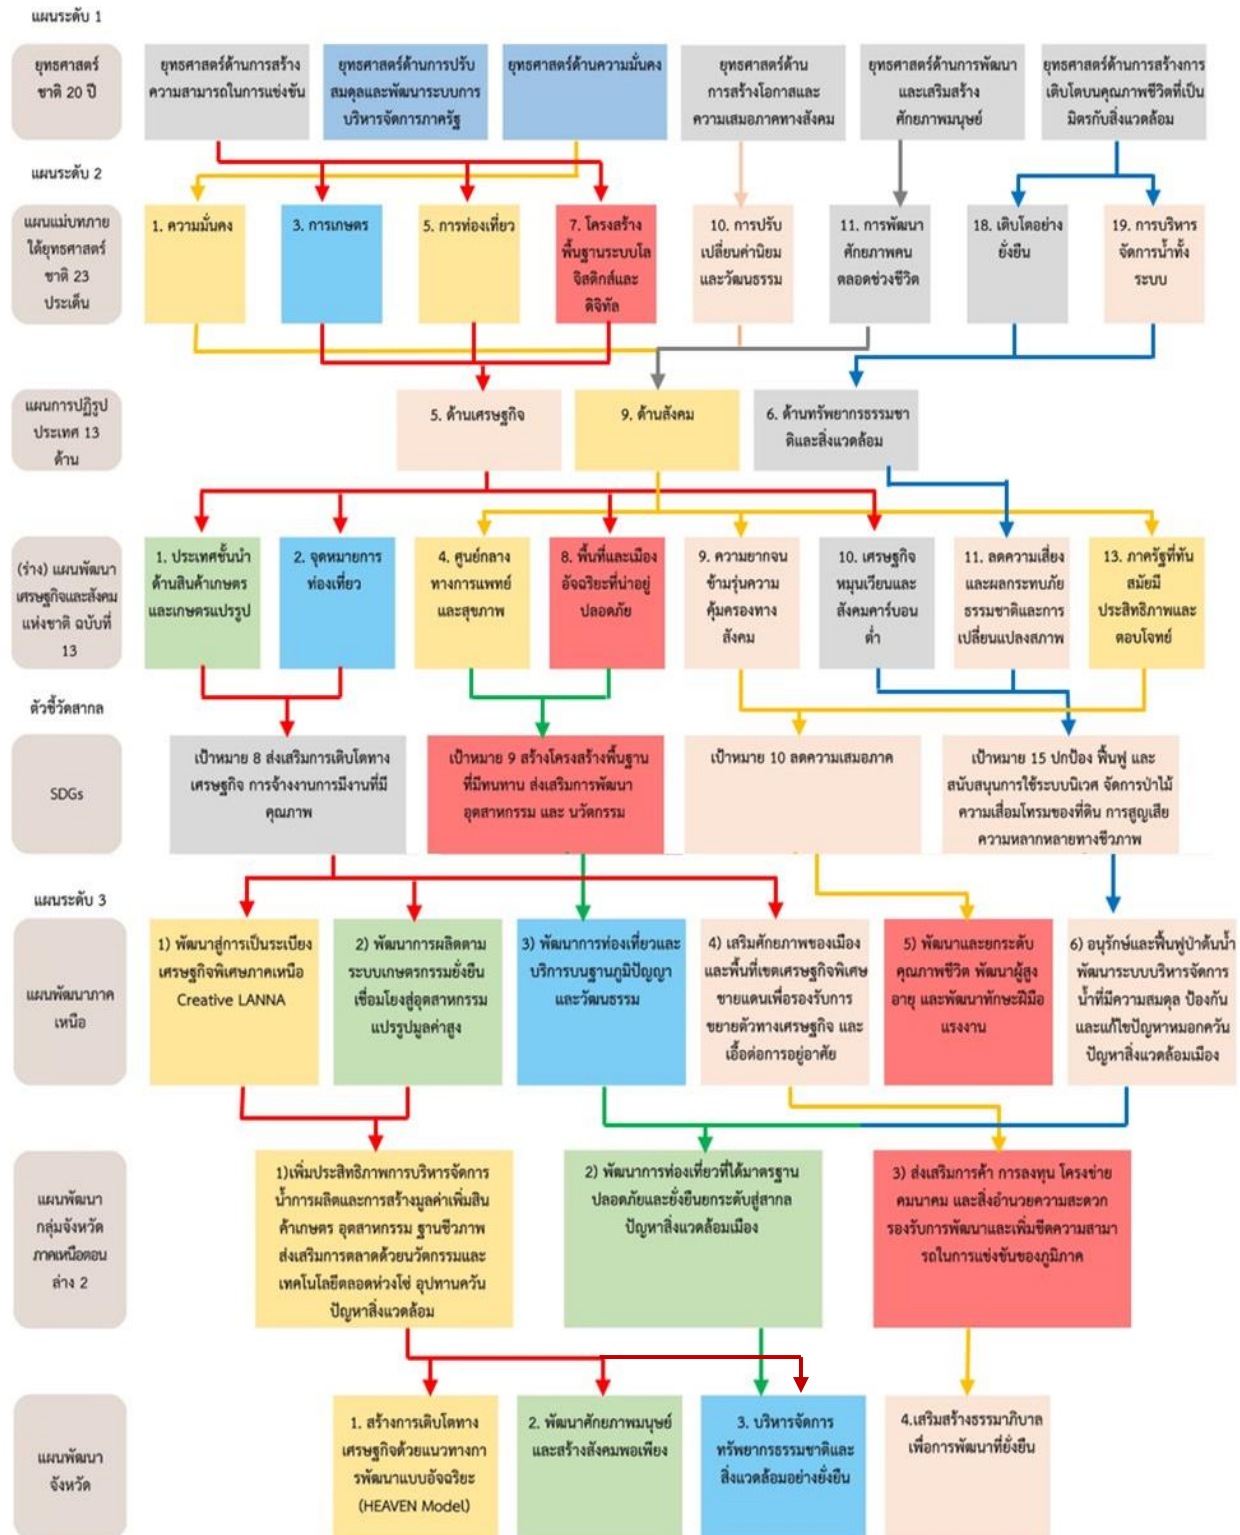 แผนระดับ 1
ยุทธศาสตร์
ชาติ 20 ปี
ยุทธศาสตร์ด้านการสร้าง
ความสามารถในการแข่งขัน
ยุทธศาสตร์ด้านการปรับ
สมดุลและพัฒนาระบบการ
บริหารจัดการภาครัฐ
ยุทธศาสตร์ด้านความมั่นคง
ยุทธศาสตร์ด้าน
การสร้างโอกาสและ
ความเสมอภาคทางสังคม
ยุทธศาสตร์ด้านการพัฒนา
และเสริมสร้าง
ศักยภาพมนุษย์
ยุทธศาสตร์ด้านการสร้างการ
เติบโตบนคุณภาพชีวิตที่เป็น
มิตรกับสิ่งแวดล้อม
แผนระดับ 2
แผนแม่บทภาย
ใต้ยุทธศาสตร์
ชาติ 23
ประเด็น
1. ความมั่นคง
3. การเกษตร
5. การท่องเที่ยว
7. โครงสร้าง
พื้นฐานระบบโล
จิสติกส์และ
ดิจิทัล
10. การปรับ
เปลี่ยนค่านิยม
และวัฒนธรรม
11. การพัฒนา
ศักยภาพคน
ตลอดช่วงชีวิต
18. เติบโตอย่าง
ยั่งยืน
19. การบริหาร
จัดการน้ำทั้ง
ระบบ
แผนการปฏิรูป
ประเทศ 13
ด้าน
5. ด้านเศรษฐกิจ
9. ด้านสังคม
6. ด้านทรัพยากรธรรมชา
ติและสิ่งแวดล้อม
(ร่าง) แผนพัฒนา
เศรษฐกิจและสังคม
แห่งชาติ ฉบับที่
13
1. ประเทศชั้นนำ
ด้านสินค้าเกษตร
และเกษตรแปรรูป
2. จุดหมายการ
ท่องเที่ยว
4. ศูนย์กลาง
ทางการแพทย์
และสุขภาพ
8. พื้นที่และเมือง
อัจฉริยะที่น่าอยู่
ปลอดภัย
9. ความยากจน
ข้ามรุ่นความ
คุ้มครองทาง
สังคม
10. เศรษฐกิจ
หมุนเวียนและ
สังคมคาร์บอน
ต่ำ
11. ลดความเสี่ยง
และผลกระทบภัย
ธรรมชาติและการ
เปลี่ยนแปลงสภาพ
13. ภาครัฐที่ทัน
สมัยมี
ประสิทธิภาพและ
ตอบโจทย์
ตัวชี้วัดสากล
SDGs
เป้าหมาย 8 ส่งเสริมการเติบโตทาง
เศรษฐกิจ การจ้างงานการมีงานที่มี
คุณภาพ
เป้าหมาย 9 สร้างโครงสร้างพื้นฐาน
ที่มีทนทาน ส่งเสริมการพัฒนา
อุตสาหกรรม และ นวัตกรรม
เป้าหมาย 10 ลดความเสมอภาค
เป้าหมาย 15 ปกป้อง ฟื้นฟู และ
สนับสนุนการใช้ระบบนิเวศ จัดการป่าไม้
ความเสื่อมโทรมของที่ดิน การสูญเสีย
ความหลากหลายทางชีวภาพ
แผนระดับ 3
แผนพัฒนาภาค
เหนือ
1) พัฒนาสู่การเป็นระเบียง
เศรษฐกิจพิเศษภาคเหนือ
Creative LANNA
2) พัฒนาการผลิตตาม
ระบบเกษตรกรรมยั่งยืน
เชื่อมโยงสู่อุตสาหกรรม
แปรรูปมูลค่าสูง
3) พัฒนาการท่องเที่ยวและ
บริการบนฐานภูมิปัญญา
และวัฒนธรรม
4) เสริมศักยภาพของเมือง
และพื้นที่เขตเศรษฐกิจพิเศษ
ชายแดนเพื่อรองรับการ
ขยายตัวทางเศรษฐกิจ และ
เอื้อต่อการอยู่อาศัย
5) พัฒนาและยกระดับ
คุณภาพชีวิต พัฒนาผู้สูง
อายุ และพัฒนาทักษะฝีมือ
แรงงาน
6) อนุรักษ์และฟื้นฟูป่าต้นน้ำ
พัฒนาระบบบริหารจัดการ
น้ำที่มีความสมดุล ป้องกัน
และแก้ไขปัญหาหมอกควัน
ปัญหาสิ่งแวดล้อมเมือง
แผนพัฒนา
กลุ่มจังหวัด
ภาคเหนือตอน
ล่าง 2
1)เพิ่มประสิทธิภาพการบริหารจัดการ
น้ำการผลิตและการสร้างมูลค่าเพิ่มสิน
ค้าเกษตร อุตสาหกรรม ฐานชีวภาพ
ส่งเสริมการตลาดด้วยนวัตกรรมและ
เทคโนโลยีตลอดห่วงโซ่ อุปทานควัน
ปัญหาสิ่งแวดล้อม
2) พัฒนาการท่องเที่ยวที่ได้มาตรฐาน
ปลอดภัยและยั่งยืนยกระดับสู่สากล
ปัญหาสิ่งแวดล้อมเมือง
3) ส่งเสริมการค้า การลงทุน โครงข่าย
คมนาคม และสิ่งอำนวยความสะดวก
รองรับการพัฒนาและเพิ่มขีดความสามา
รถในการแข่งขันของภูมิภาค
แผนพัฒนา
จังหวัด
1. สร้างการเติบโตทาง
เศรษฐกิจด้วยแนวทางกา
รพัฒนาแบบอัจฉริยะ
(HEAVEN Model)
2. พัฒนาศักยภาพมนุษย์
และสร้างสังคมพอเพียง
3. บริหารจัดการ
ทรัพยากรธรรมชาติและ
สิ่งแวดล้อมอย่างยั่งยืน
4.เสริมสร้างธรรมาภิบาล
เพื่อการพัฒนาที่ยั่งยืน